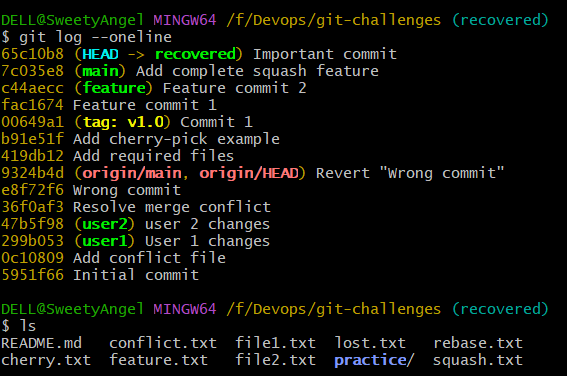 DELL@SweetyAngel MINGW64 /f/Devops/git-challenges (recovered)
$ git log --oneline
65c10b8 (HEAD -> recovered) Important commit
7c035e8 (main) Add complete squash feature
c44aecc (feature) Feature commit 2
fac1674 Feature commit 1
00649a1 (tag: v1.0) Commit 1
b91e51f Add cherry-pick example
419db12 Add required files
9324b4d (origin/main, origin/HEAD) Revert "Wrong commit"
e8f72f6 Wrong commit
36f0af3 Resolve merge conflict
47b5f98 (user2) user 2 changes
299b053 (user1) User 1 changes
0c10809 Add conflict file
5951f66 Initial commit
DELL@SweetyAngel MINGW64 /f/Devops/git-challenges (recovered)
$ ls
README.md conflict.txt file1.txt lost.txt rebase.txt
cherry.txt feature.txt file2.txt practice/ squash.txt